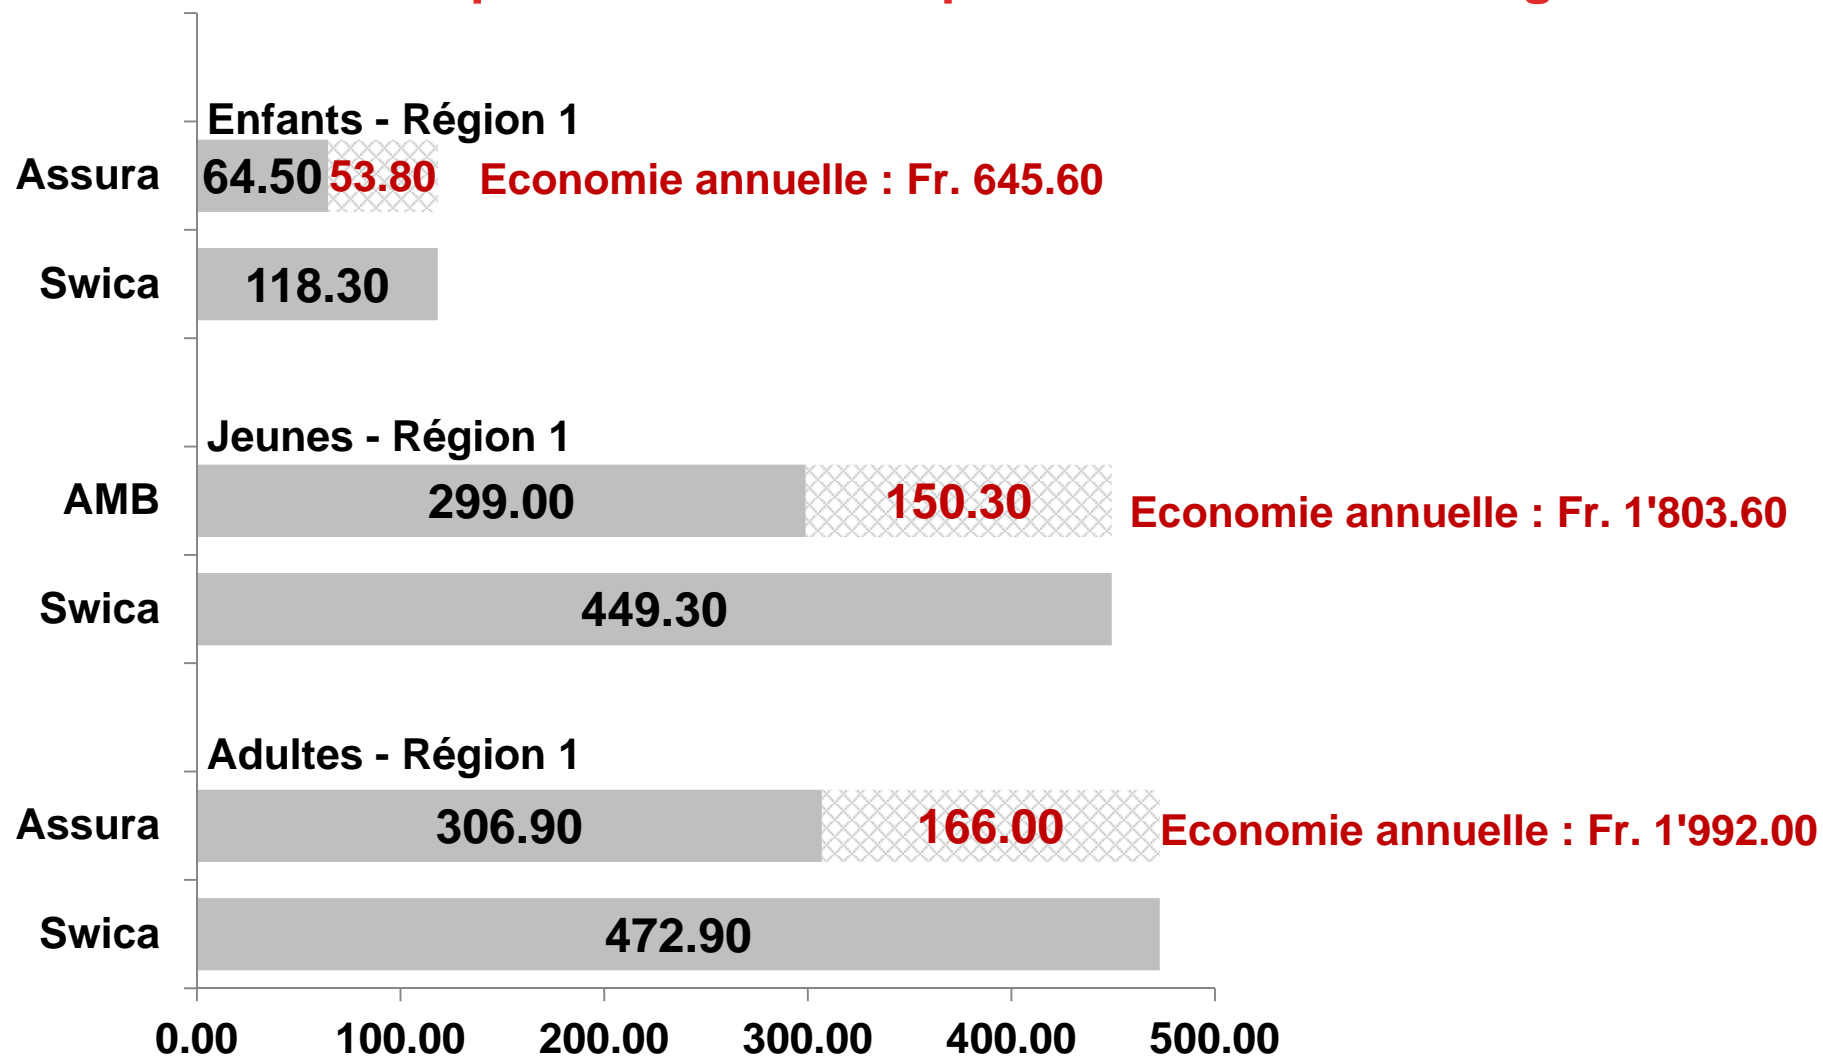 Enfants - Région 1
Assura 64.50 53.80 Economie annuelle : Fr. 645.60
Swica 118.30
Jeunes - Région 1
AMB 299.00 150.30 Economie annuelle : Fr. 1'803.60
Swica 449.30
Adultes - Région 1
Assura 306.90 166.00 Economie annuelle : Fr. 1'992.00
Swica 472.90
0.00 100.00 200.00 300.00 400.00 500.00